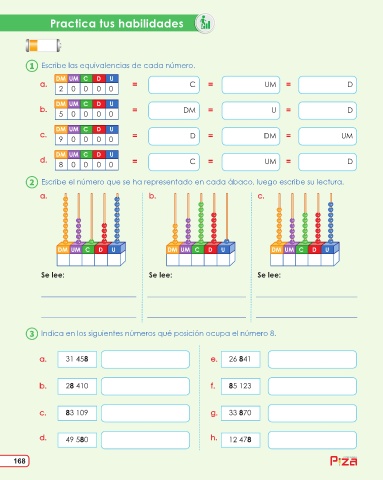 Practica tus habilidades
1 Escribe las equivalencias de cada número.
a. DM UM C D U = C = UM = D
2 0 0 0 0
b. DM UM C D U = DM = U = D
5 0 0 0 0
c. DM UM C D U = D = DM = UM
9 0 0 0 0
d. DM UM C D U = C = UM = D
8 0 0 0 0
2 Escribe el número que se ha representado en cada ábaco, luego escribe su lectura.
a. b. c.
DM UM C D U DM UM C D U DM UM C D U
Se lee: Se lee: Se lee:
3 Indica en los siguientes números qué posición ocupa el número 8.
a. 31 458 e. 26 841
b. 28 410 f. 85 123
c. 83 109 g. 33 870
d. 49 580 h. 12 478
168